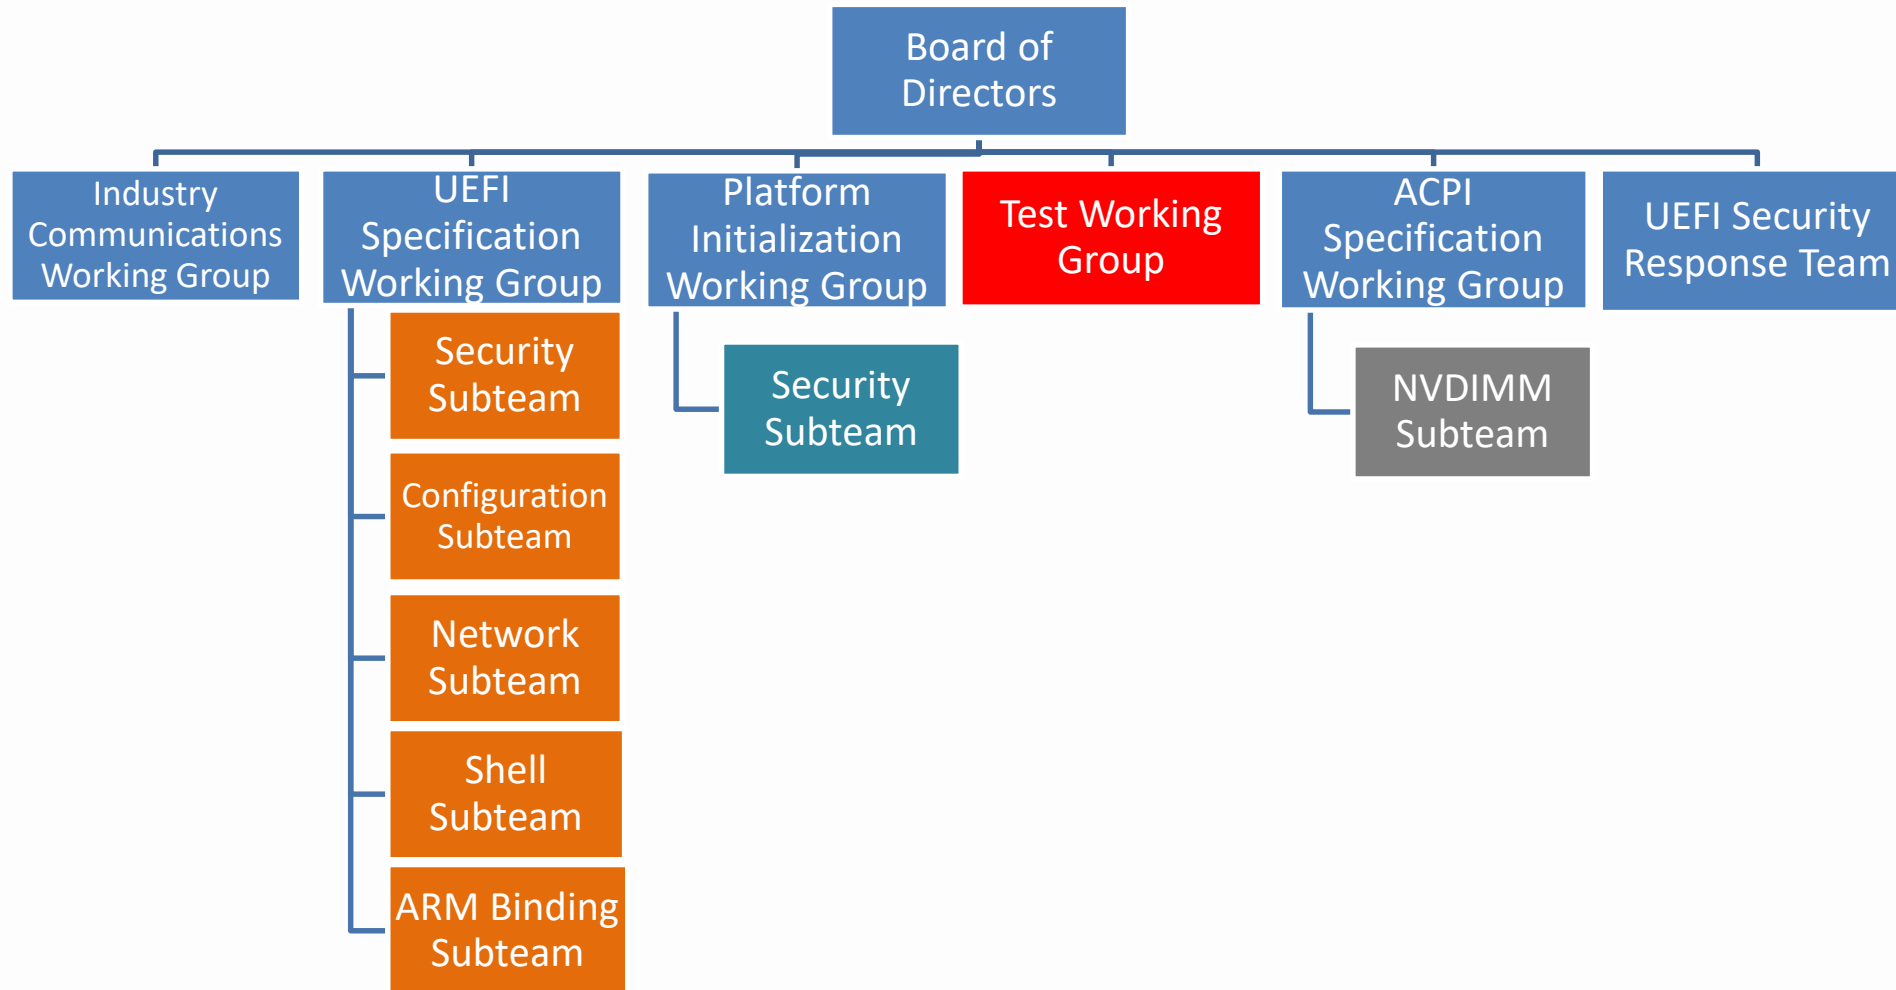 Board of
Directors
Industry
Communications
Working Group
UEFI
Specification
Working Group
Platform
Initialization
Working Group
Test Working
Group
ACPI
Specification
Working Group
UEFI Security
Response Team
Security
Subteam
Configuration
Subteam
Network
Subteam
Shell
Subteam
ARM Binding
Subteam
Security
Subteam
NVDIMM
Subteam